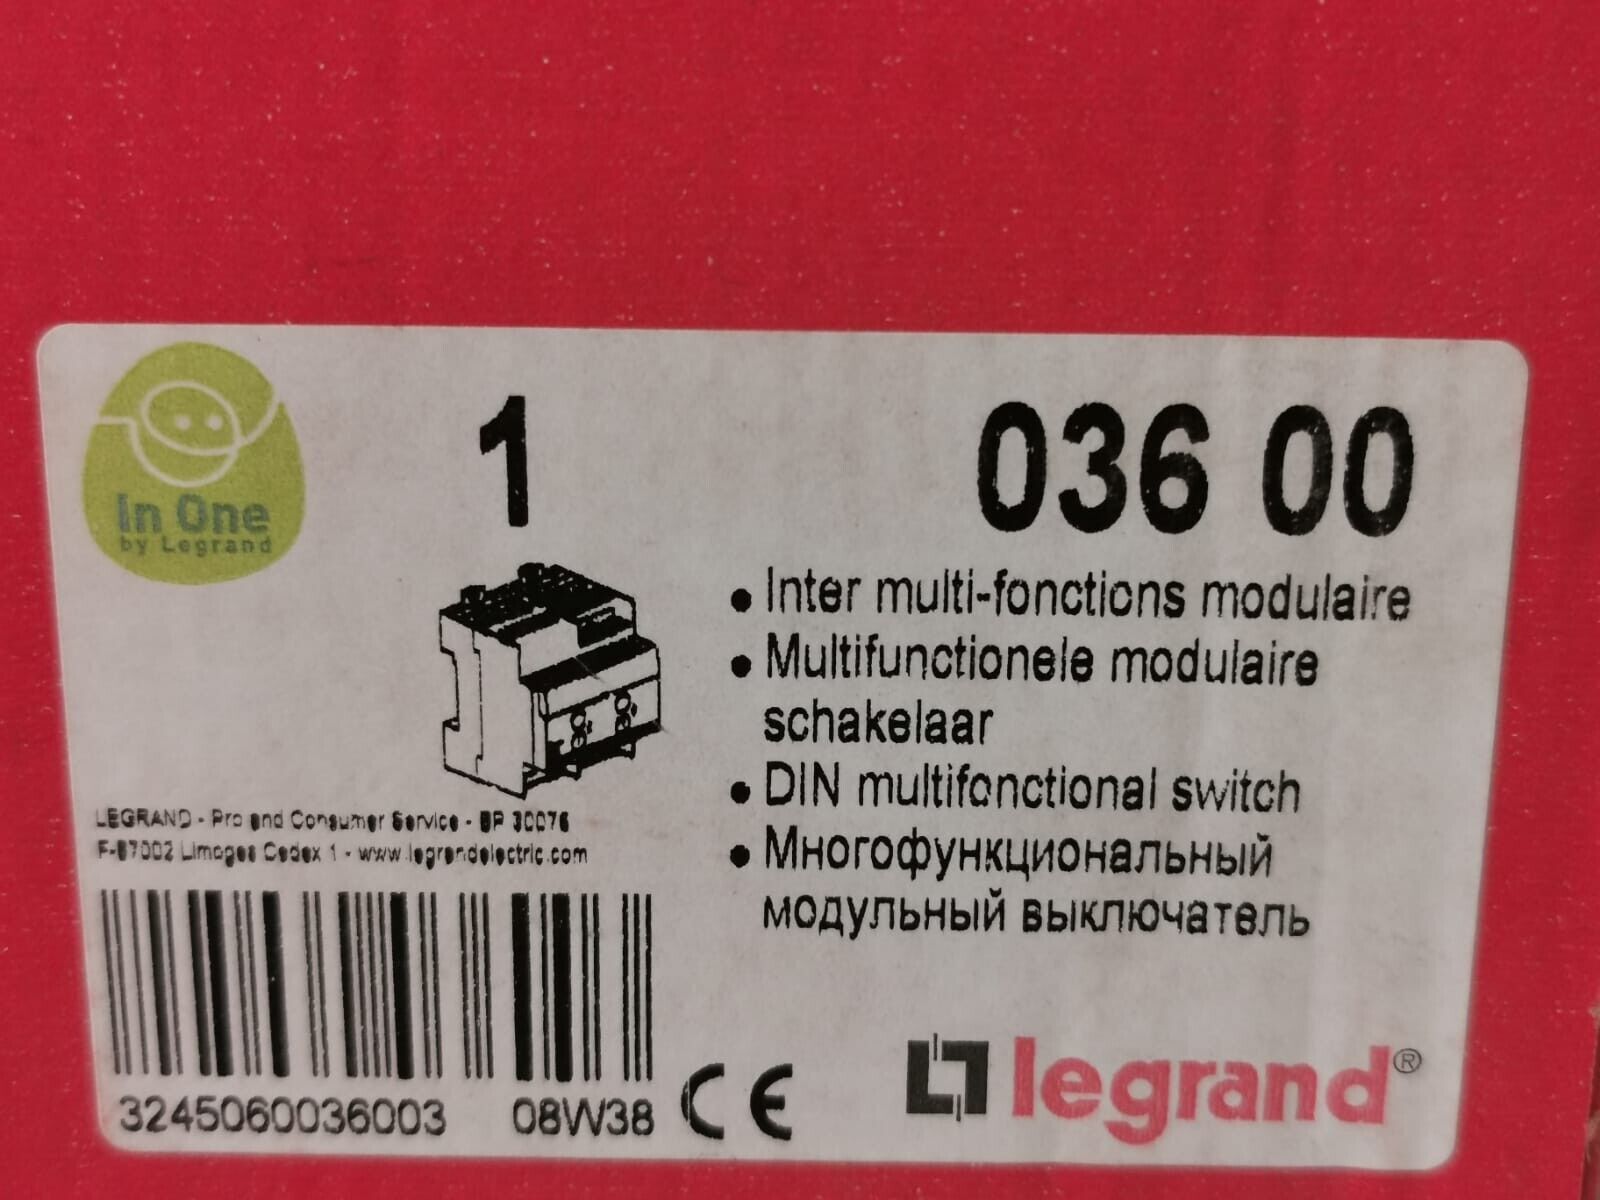 In One
by Legrand
1
036 00
• Inter multi-fonctions modulaire
• Multifunctionele modulaire
schakelaar
• DIN multifonctional switch
• Многофункциональный
модульный выключатель
LEGRAND - Pro and Consumer Service - BP 30076
F-87002 Limoges Cedex 1 - www.legrandelectric.com
3245060036003 08W38 CE
legrand®